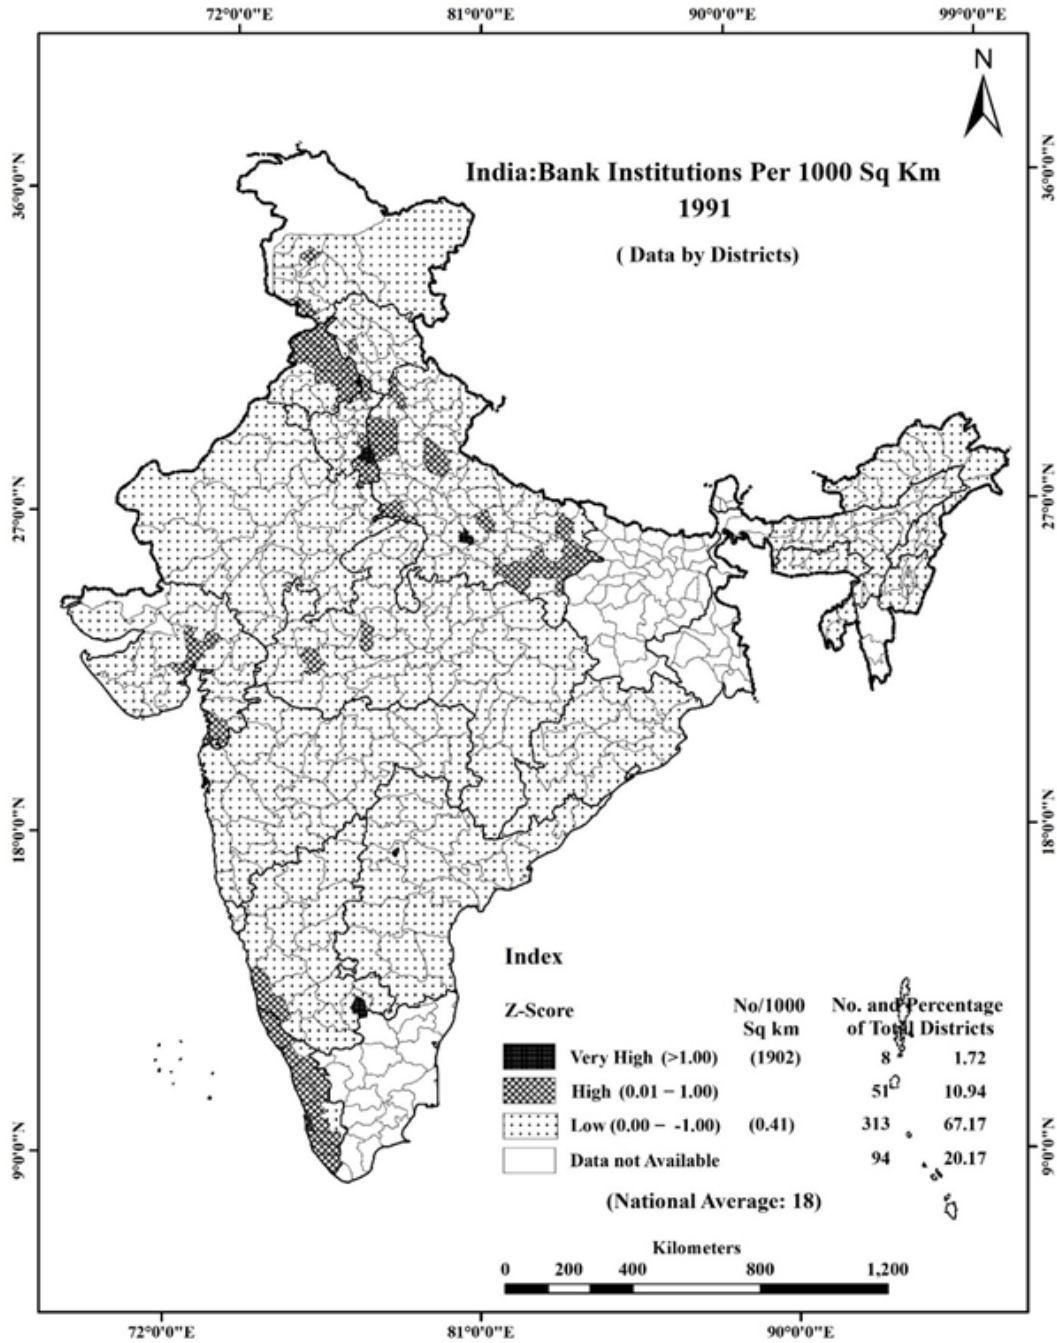 72°0'0"E 81°0'0"E 90°0'0"E 99°0'0"E
N
36°0'0"N 36°0'0"N
India:Bank Institutions Per 1000 Sq Km
1991
( Data by Districts)
27°0'0"N 27°0'0"N
18°0'0"N 18°0'0"N
Index
Z-Score No/1000 Sq km No. and Percentage of Total Districts
Very High (>1.00) (1902) 8 1.72
High (0.01 – 1.00) 51 10.94
Low (0.00 – -1.00) (0.41) 313 67.17
Data not Available 94 20.17
9°0'0"N 9°0'0"N
(National Average: 18)
Kilometers
0 200 400 800 1,200
72°0'0"E 81°0'0"E 90°0'0"E